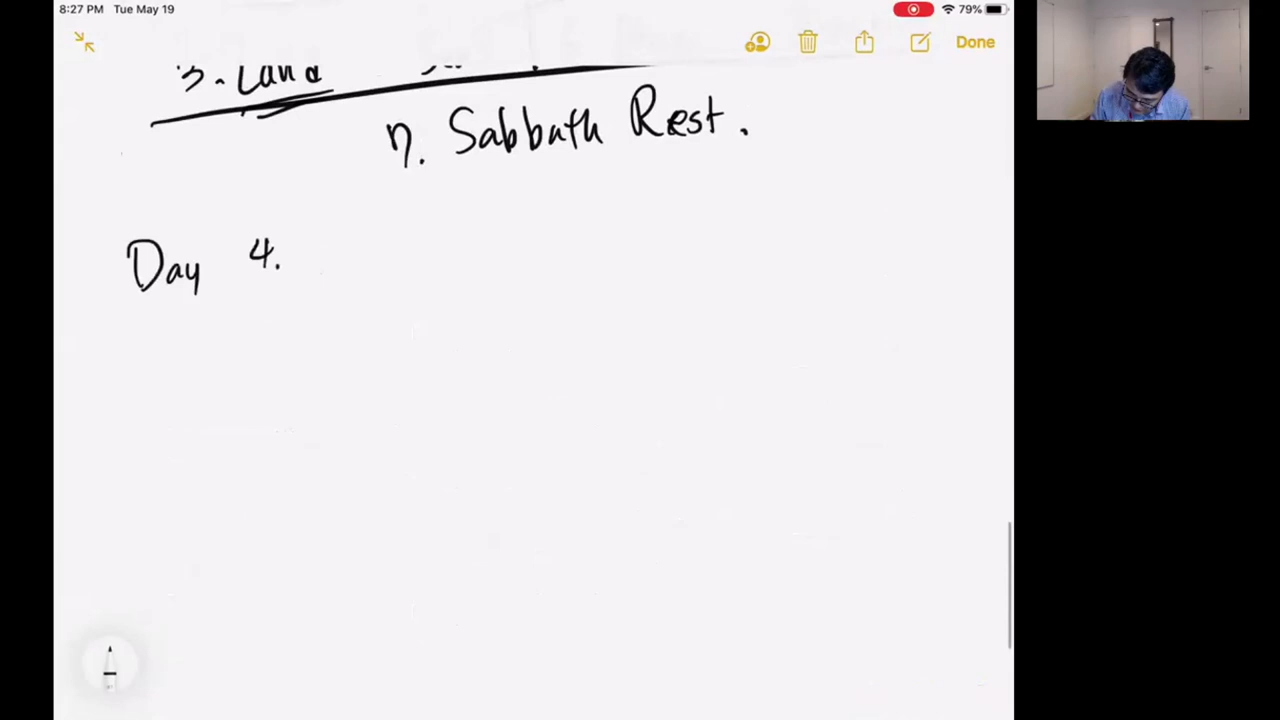 8:27 PM Tue May 19 79%
Done
3. Land
7. Sabbath Rest.
Day 4.